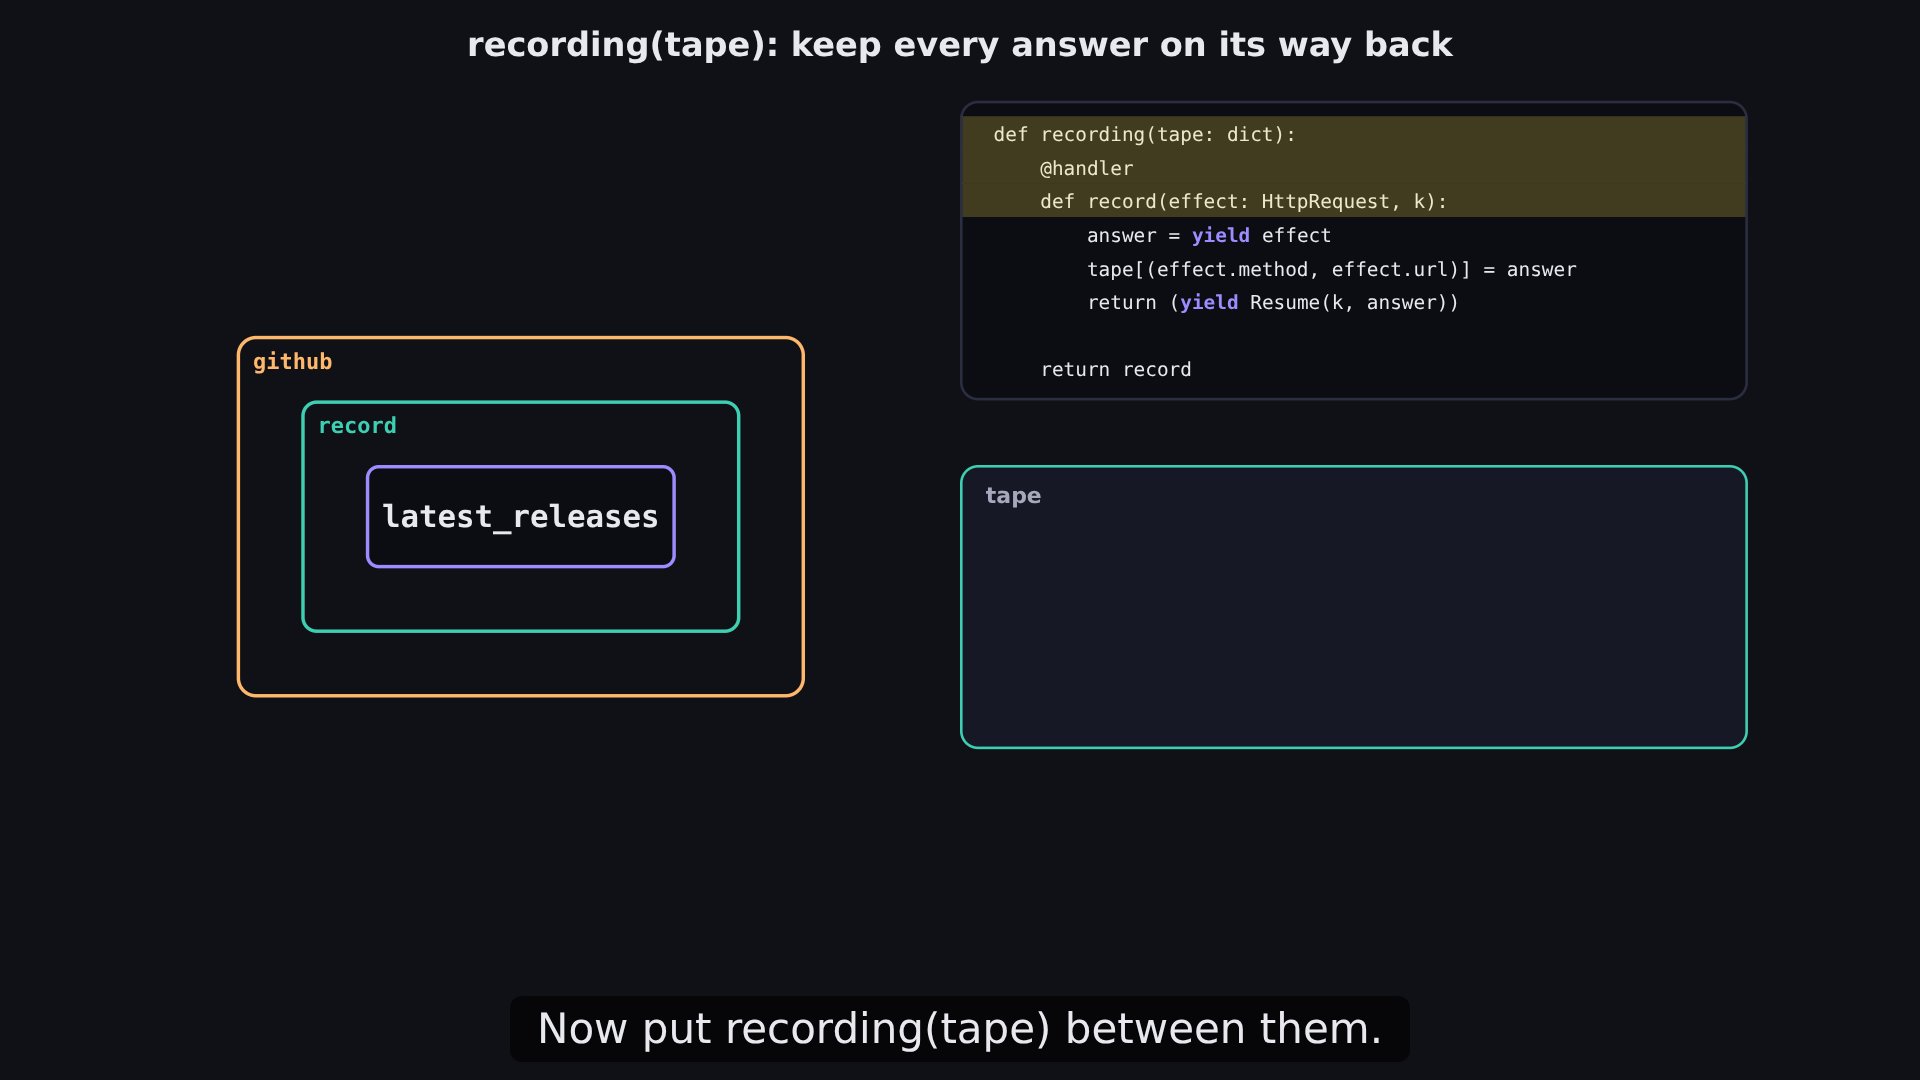 recording(tape): keep every answer on its way back
def recording(tape: dict):
    @handler
    def record(effect: HttpRequest, k):
        answer = yield effect
        tape[(effect.method, effect.url)] = answer
        return (yield Resume(k, answer))
    return record
github
record
latest_releases
tape
Now put recording(tape) between them.